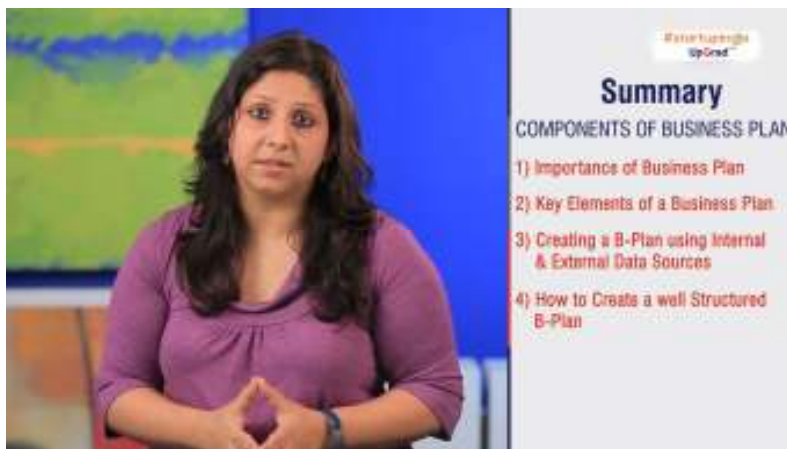 #startupindia
UpGrad
Summary
COMPONENTS OF BUSINESS PLAN
1) Importance of Business Plan
2) Key Elements of a Business Plan
3) Creating a B-Plan using Internal
& External Data Sources
4) How to Create a well Structured
B-Plan